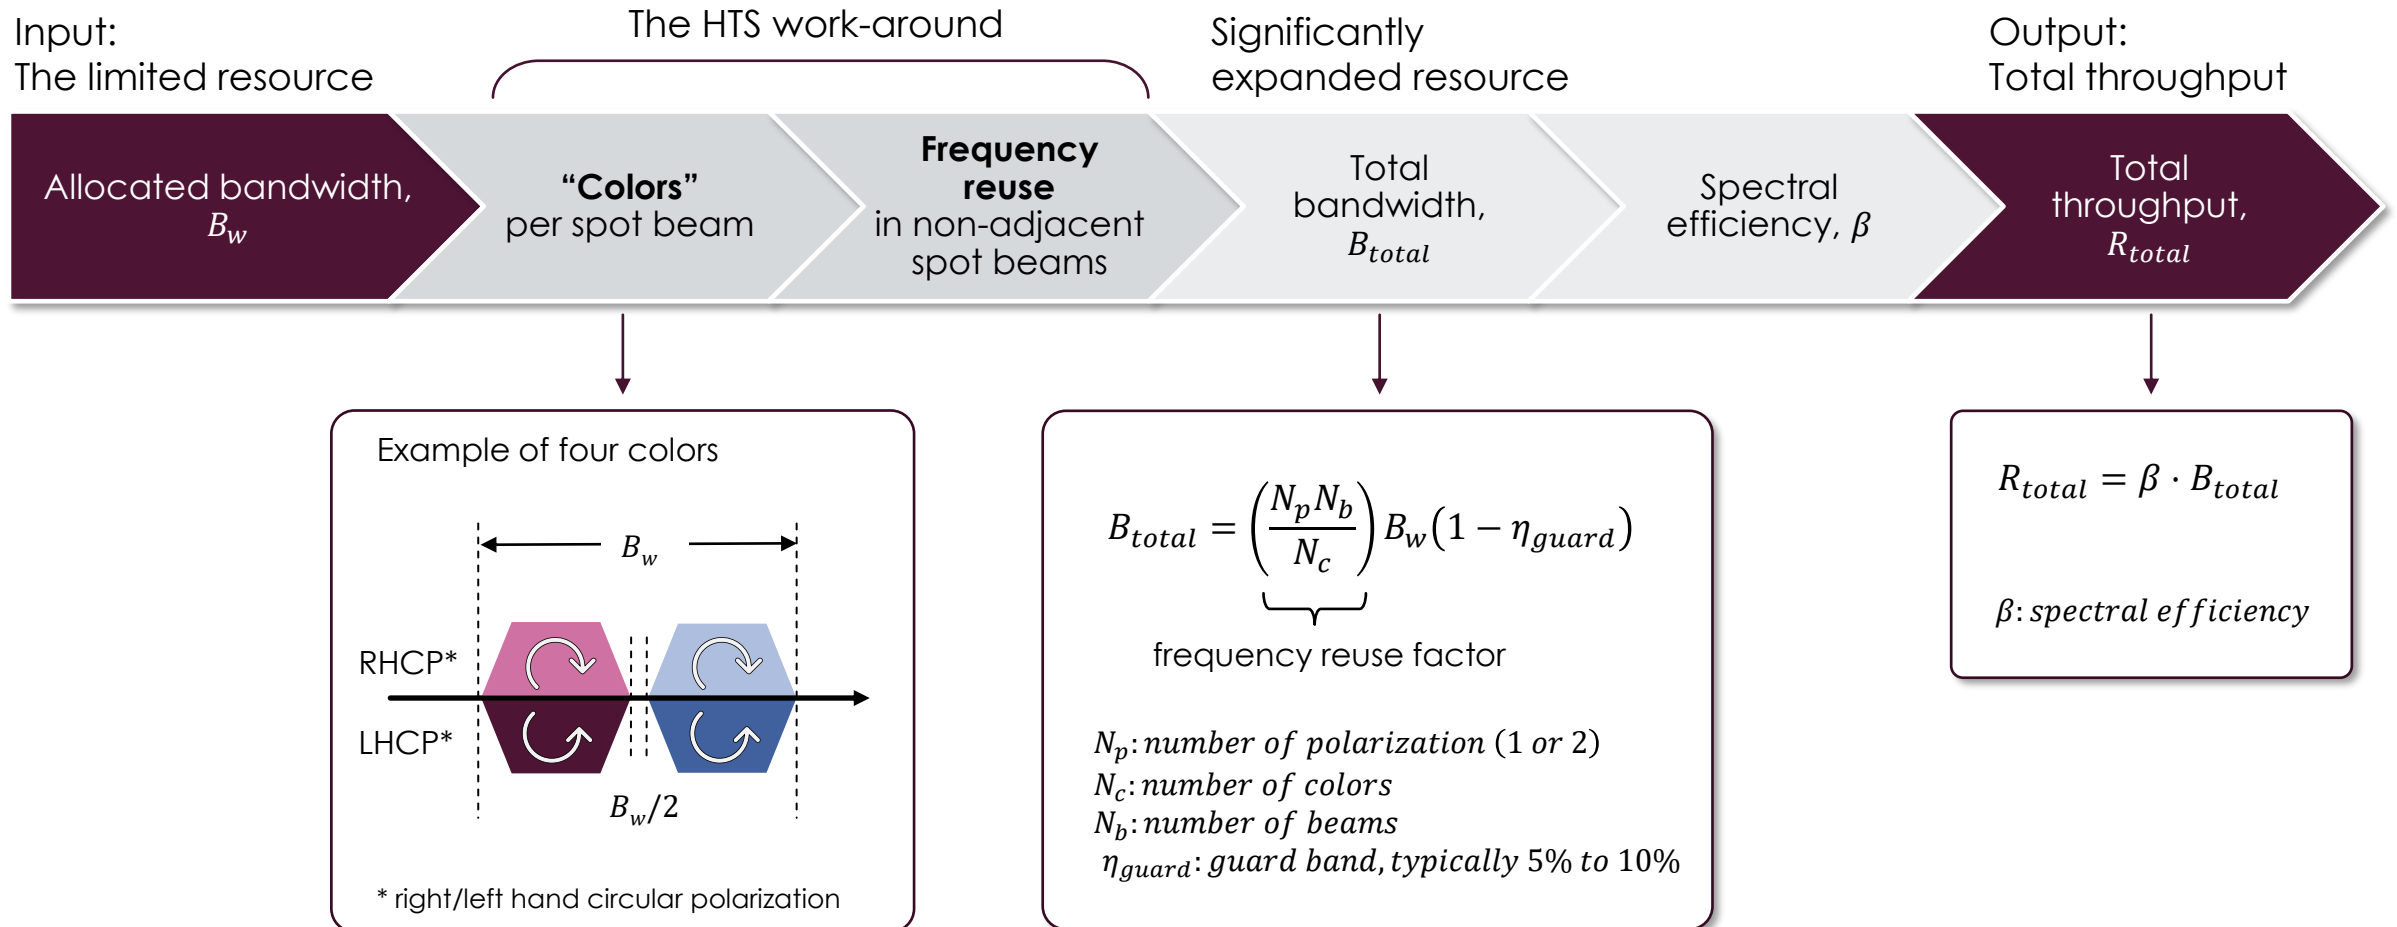 Input:
The limited resource
The HTS work-around
Significantly
expanded resource
Output:
Total throughput
Allocated bandwidth,
B_w
“Colors”
per spot beam
Frequency
reuse
in non-adjacent
spot beams
Total
bandwidth,
B_total
Spectral
efficiency, β
Total
throughput,
R_total
Example of four colors
B_w
RHCP*
LHCP*
B_w/2
* right/left hand circular polarization
B_total = (N_p N_b / N_c) B_w(1 − η_guard)
frequency reuse factor
N_p: number of polarization (1 or 2)
N_c: number of colors
N_b: number of beams
η_guard: guard band, typically 5% to 10%
R_total = β · B_total
β: spectral efficiency